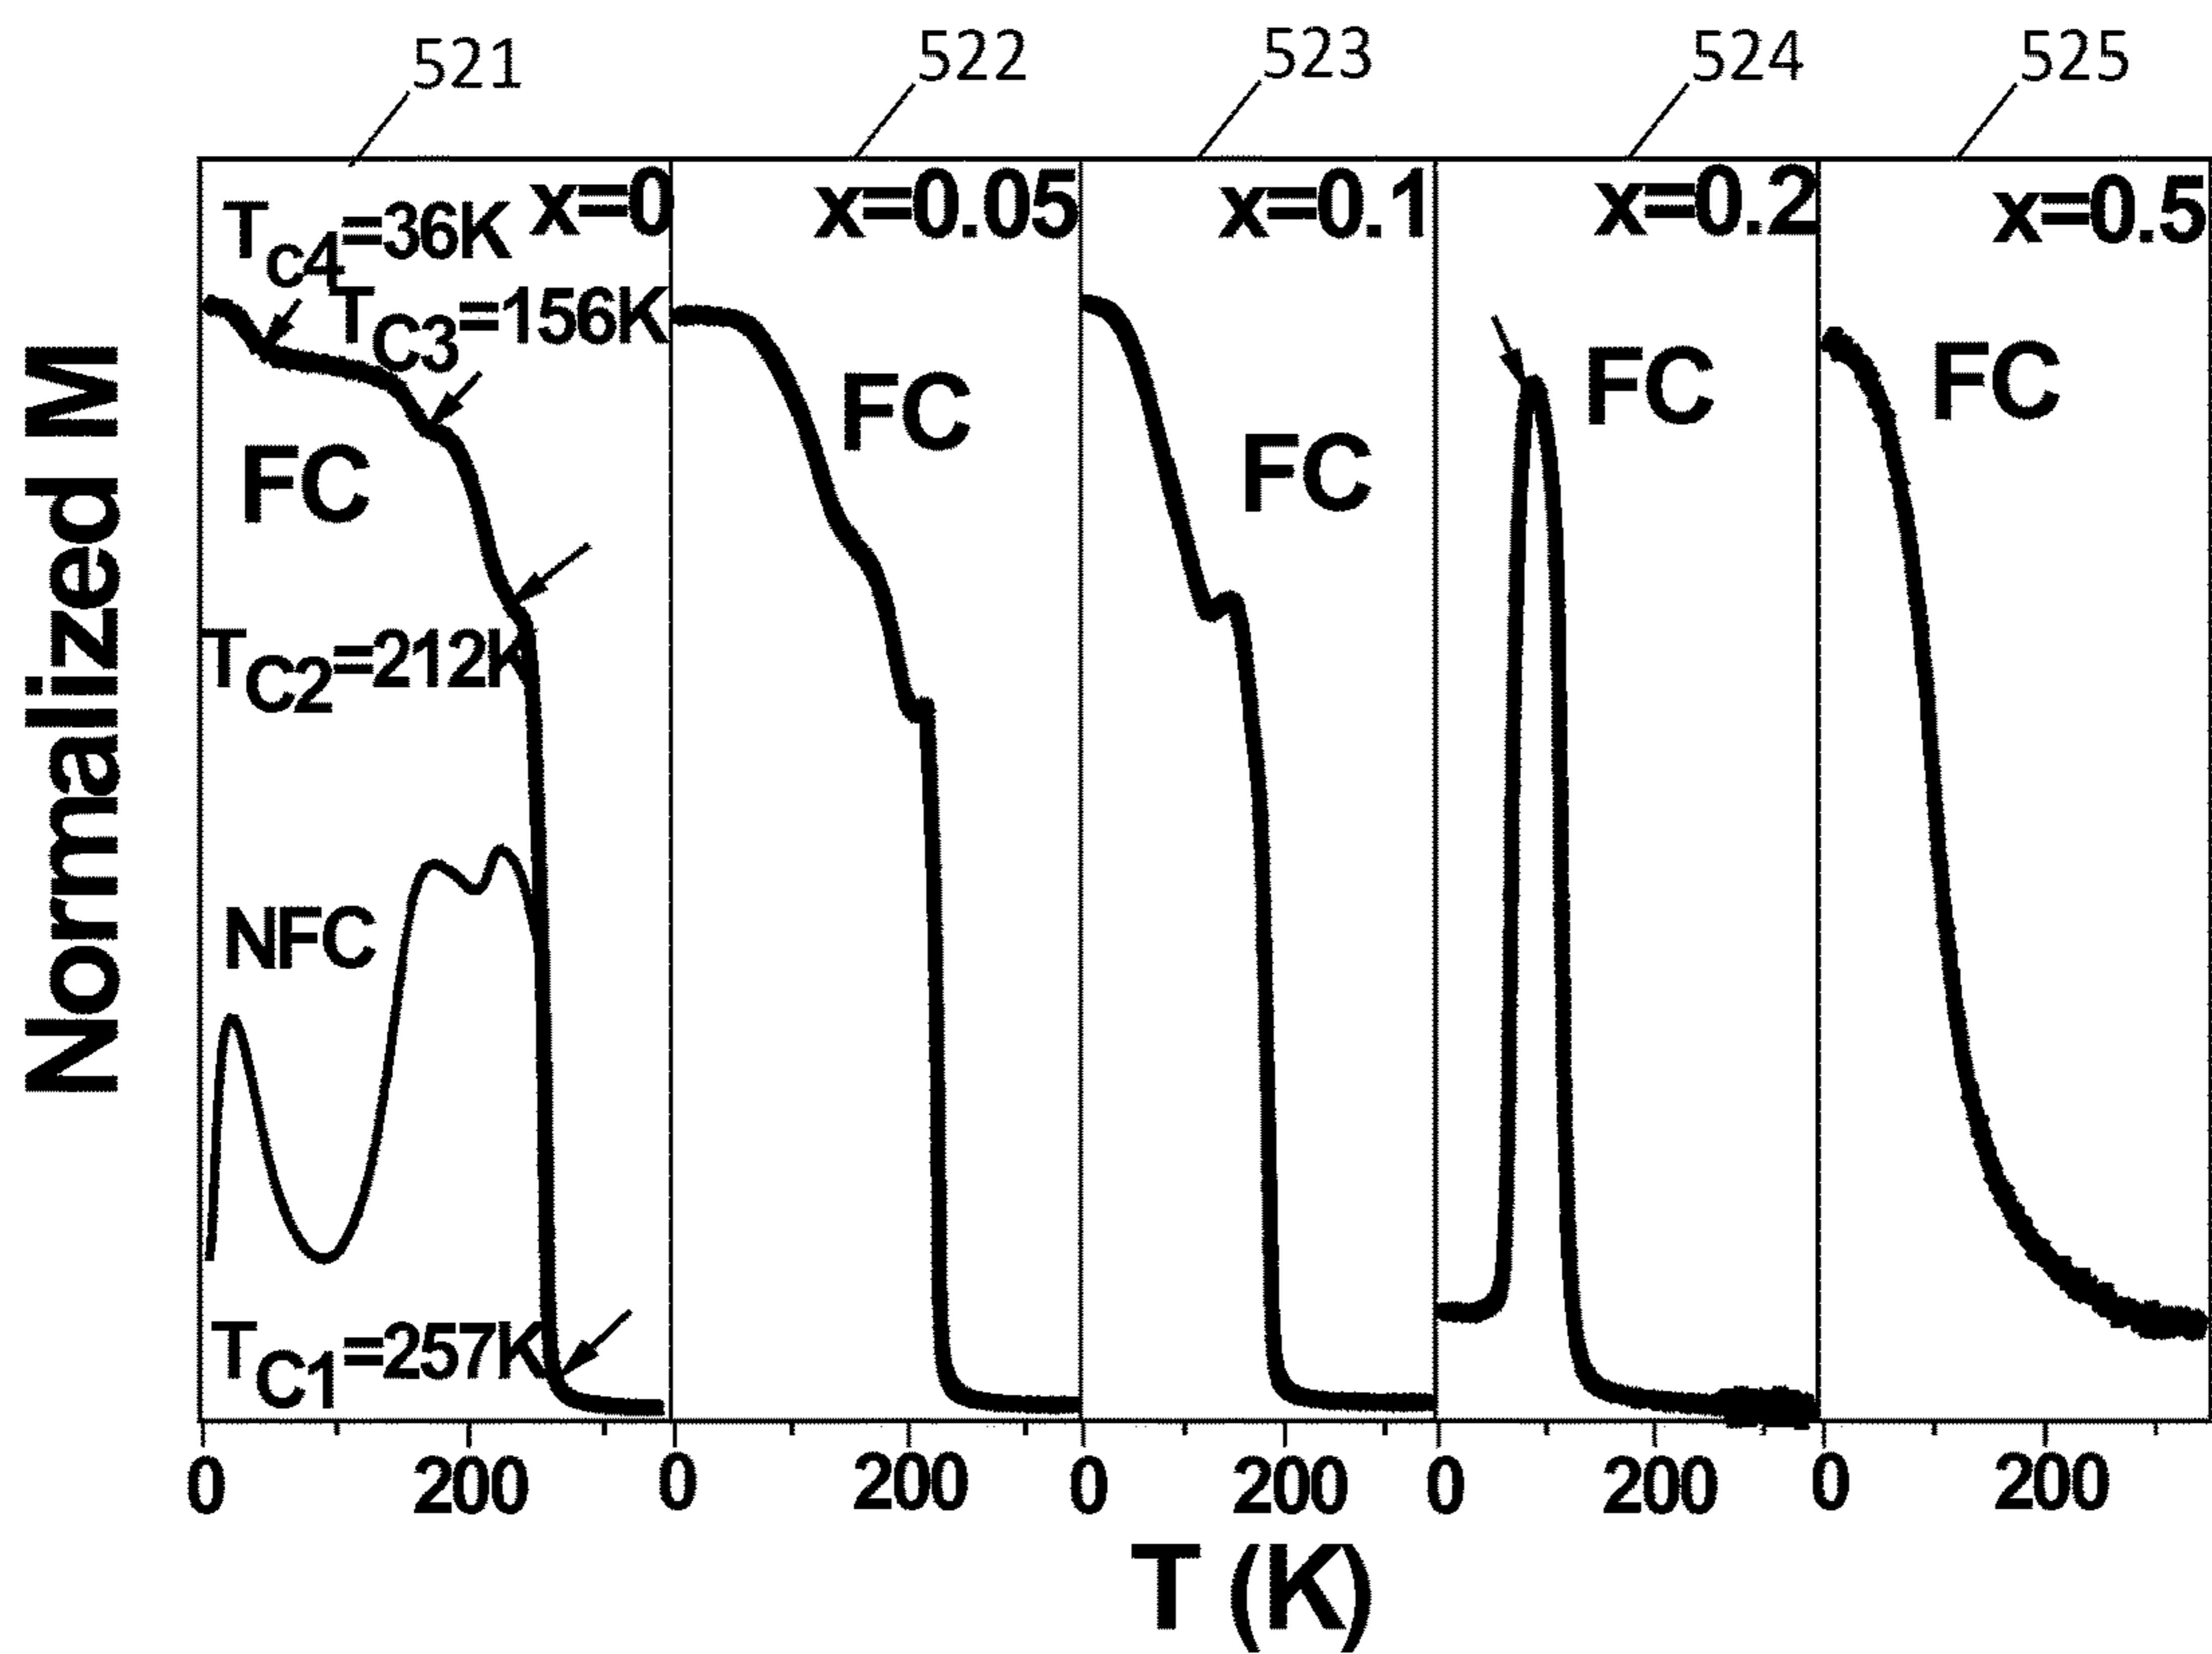 521 522 523 524 525
x=0 x=0.05 x=0.1 x=0.2 x=0.5
Tc4=36K
TC3=156K
FC FC FC FC FC
TC2=212K
NFC
TC1=257K
Normalized M
0 200 0 200 0 200 0 200 0 200
T (K)